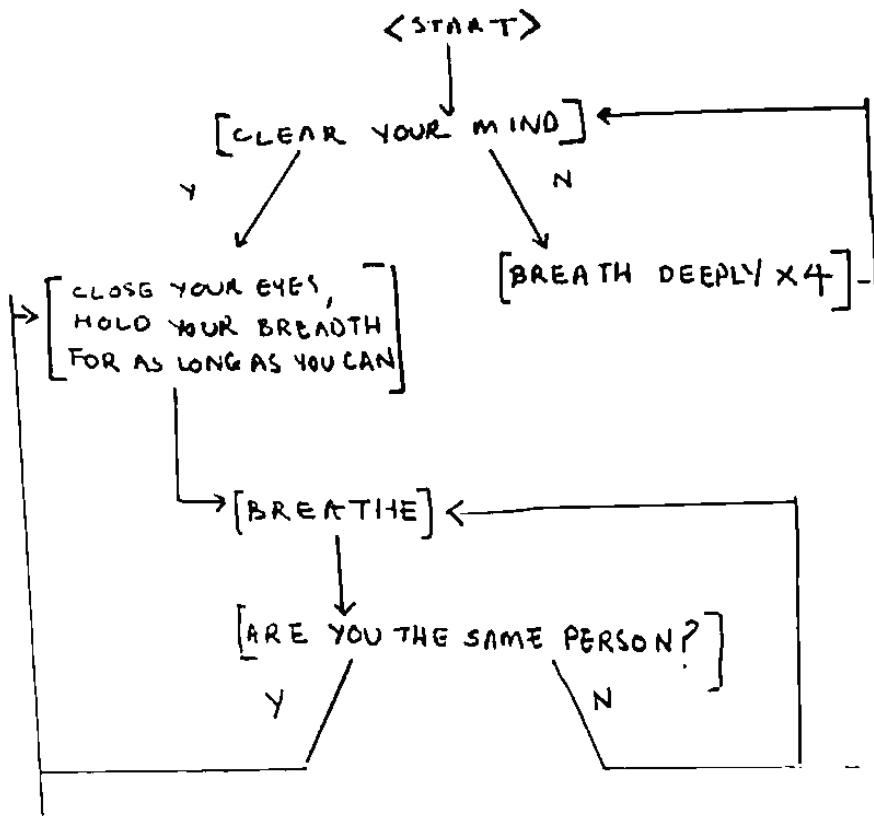 <START>
[CLEAR YOUR MIND]
Y
N
[CLOSE YOUR EYES,
HOLD YOUR BREADTH
FOR AS LONG AS YOU CAN]
[BREATH DEEPLY x4]
[BREATHE]
[ARE YOU THE SAME PERSON?]
Y
N